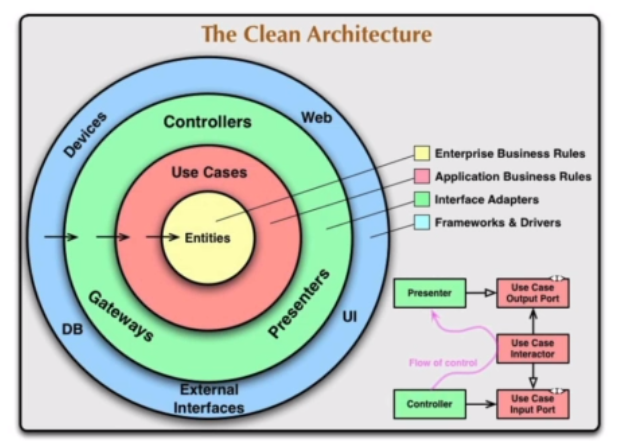 The Clean Architecture
Devices
Web
Controllers
Use Cases
Entities
Gateways
Presenters
DB
UI
External
Interfaces
Enterprise Business Rules
Application Business Rules
Interface Adapters
Frameworks & Drivers
Presenter
Use Case
Output Port
Use Case
Interactor
Flow of control
Controller
Use Case
Input Port